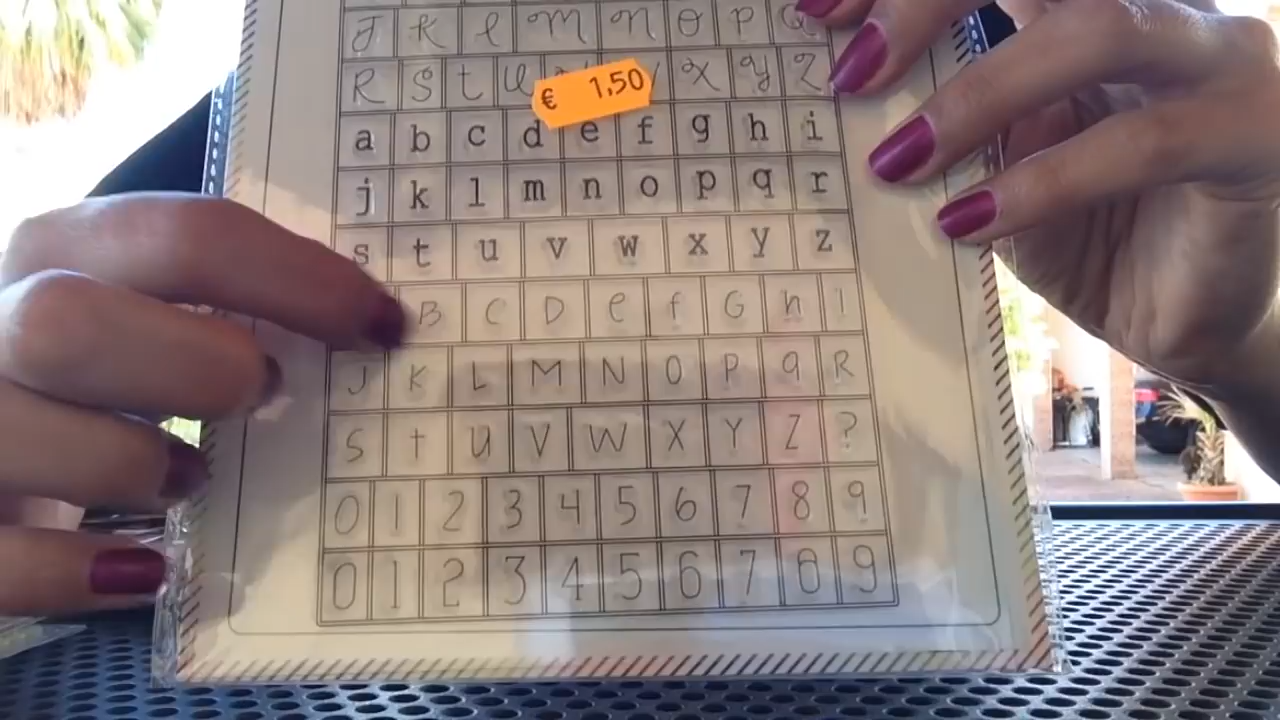 J K l M N O P Q
R S t U X Y Z
€ 1,50
a b c d e f g h i
j k l m n o p q r
s t u v w x y z
B C D e f G h I
J K L M N O P q R
S t U V W X Y Z ?
0 1 2 3 4 5 6 7 8 9
0 1 2 3 4 5 6 7 8 9